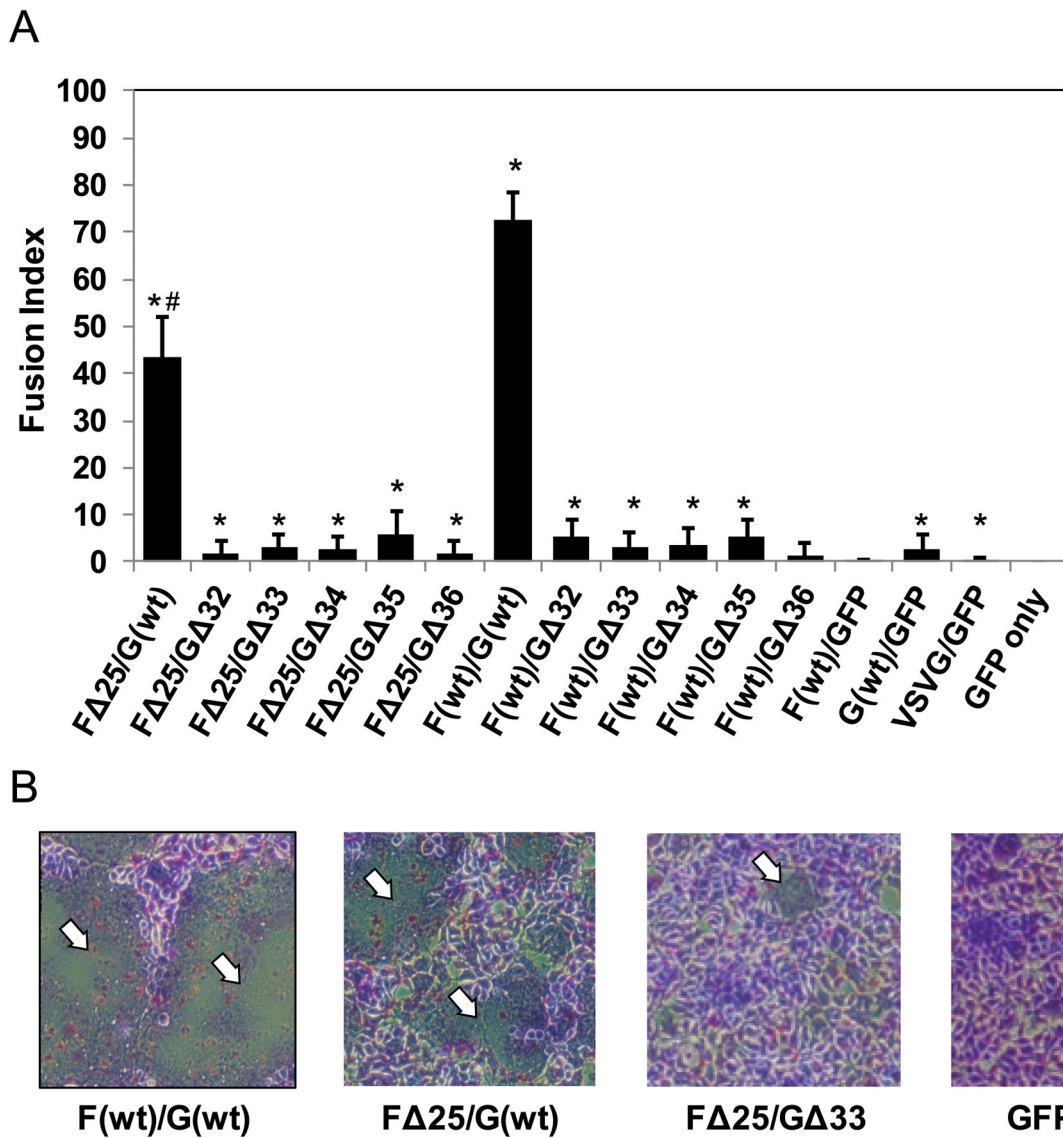 A
Fusion Index
100
90
80
70
60
50
40
30
20
10
0
*#
*
*
*
*
*
*
*
*
*
*
*
*
FΔ25/G(wt)
FΔ25/GΔ32
FΔ25/GΔ33
FΔ25/GΔ34
FΔ25/GΔ35
FΔ25/GΔ36
F(wt)/G(wt)
F(wt)/GΔ32
F(wt)/GΔ33
F(wt)/GΔ34
F(wt)/GΔ35
F(wt)/GΔ36
F(wt)/GFP
G(wt)/GFP
VSVG/GFP
GFP only
B
F(wt)/G(wt)
FΔ25/G(wt)
FΔ25/GΔ33